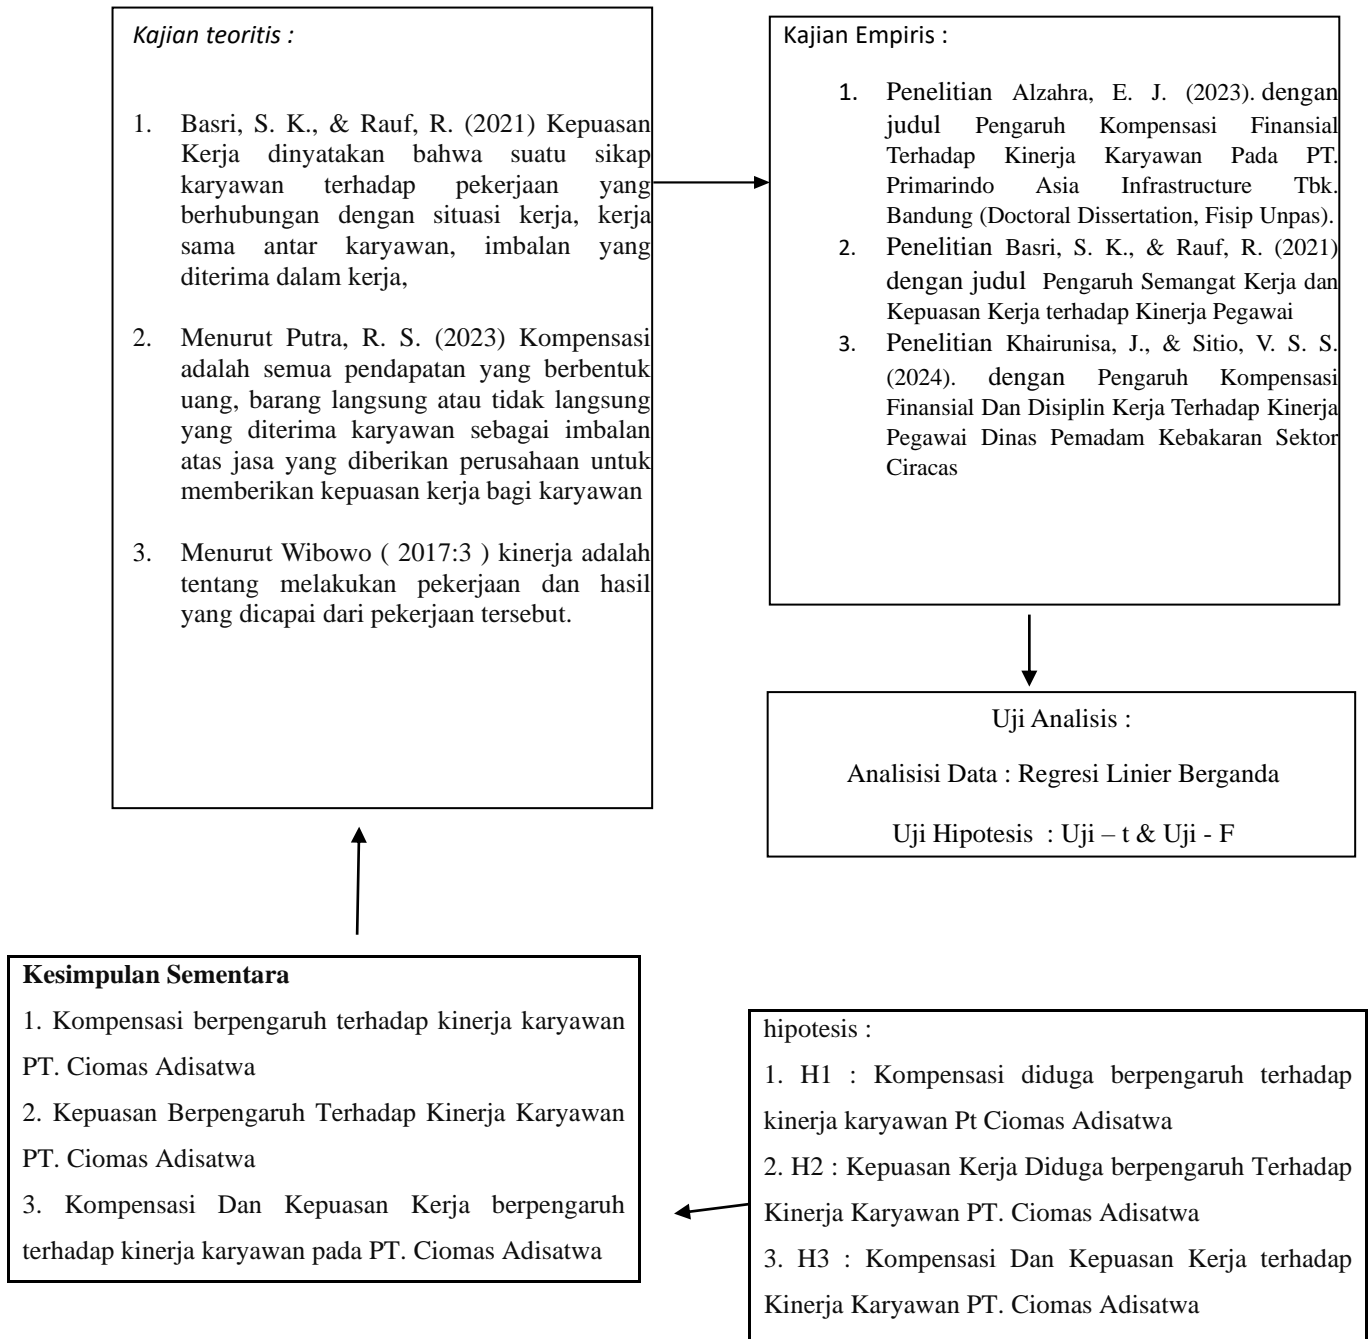 Kajian teoritis :
1. Basri, S. K., & Rauf, R. (2021) Kepuasan
Kerja dinyatakan bahwa suatu sikap
karyawan terhadap pekerjaan yang
berhubungan dengan situasi kerja, kerja
sama antar karyawan, imbalan yang
diterima dalam kerja,
2. Menurut Putra, R. S. (2023) Kompensasi
adalah semua pendapatan yang berbentuk
uang, barang langsung atau tidak langsung
yang diterima karyawan sebagai imbalan
atas jasa yang diberikan perusahaan untuk
memberikan kepuasan kerja bagi karyawan
3. Menurut Wibowo ( 2017:3 ) kinerja adalah
tentang melakukan pekerjaan dan hasil
yang dicapai dari pekerjaan tersebut.
Kajian Empiris :
1. Penelitian Alzahra, E. J. (2023). dengan
judul Pengaruh Kompensasi Finansial
Terhadap Kinerja Karyawan Pada PT.
Primarindo Asia Infrastructure Tbk.
Bandung (Doctoral Dissertation, Fisip Unpas).
2. Penelitian Basri, S. K., & Rauf, R. (2021)
dengan judul Pengaruh Semangat Kerja dan
Kepuasan Kerja terhadap Kinerja Pegawai
3. Penelitian Khairunisa, J., & Sitio, V. S. S.
(2024). dengan Pengaruh Kompensasi
Finansial Dan Disiplin Kerja Terhadap Kinerja
Pegawai Dinas Pemadam Kebakaran Sektor
Ciracas
Uji Analisis :
Analisisi Data : Regresi Linier Berganda
Uji Hipotesis : Uji – t & Uji - F
Kesimpulan Sementara
1. Kompensasi berpengaruh terhadap kinerja karyawan
PT. Ciomas Adisatwa
2. Kepuasan Berpengaruh Terhadap Kinerja Karyawan
PT. Ciomas Adisatwa
3. Kompensasi Dan Kepuasan Kerja berpengaruh
terhadap kinerja karyawan pada PT. Ciomas Adisatwa
hipotesis :
1. H1 : Kompensasi diduga berpengaruh terhadap
kinerja karyawan Pt Ciomas Adisatwa
2. H2 : Kepuasan Kerja Diduga berpengaruh Terhadap
Kinerja Karyawan PT. Ciomas Adisatwa
3. H3 : Kompensasi Dan Kepuasan Kerja terhadap
Kinerja Karyawan PT. Ciomas Adisatwa